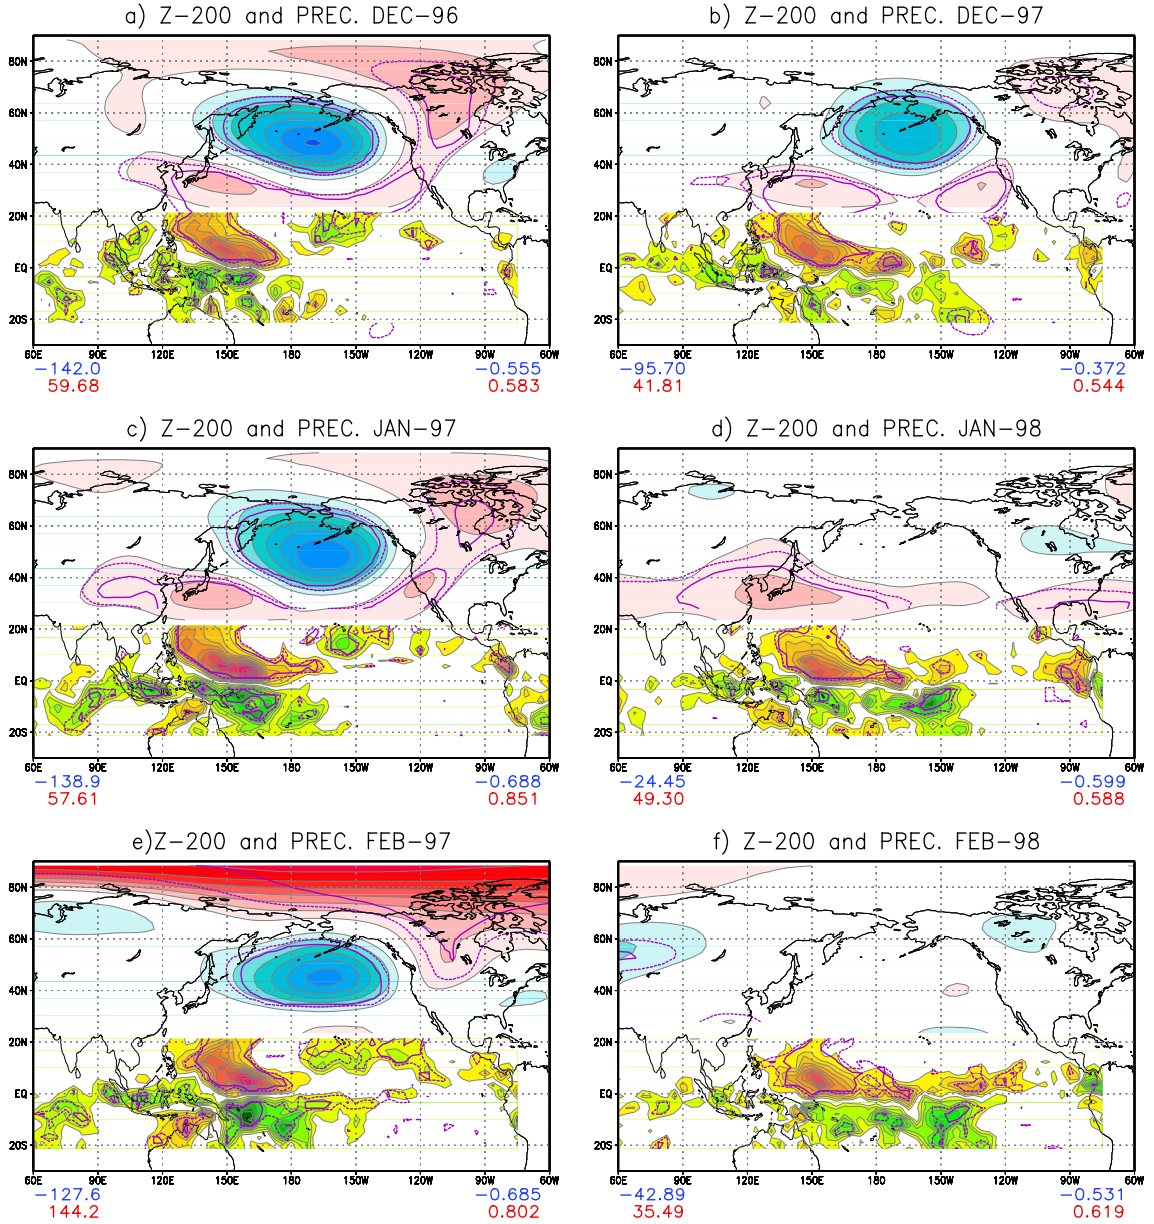 a) Z-200 and PREC. DEC-96
b) Z-200 and PREC. DEC-97
80N
60N
40N
20N
EQ
20S
60E 90E 120E 150E 180 150W 120W 90W 60W
-142.0 -0.555
59.68 0.583
80N
60N
40N
20N
EQ
20S
60E 90E 120E 150E 180 150W 120W 90W 60W
-95.70 -0.372
41.81 0.544
c) Z-200 and PREC. JAN-97
d) Z-200 and PREC. JAN-98
80N
60N
40N
20N
EQ
20S
60E 90E 120E 150E 180 150W 120W 90W 60W
-138.9 -0.688
57.61 0.851
80N
60N
40N
20N
EQ
20S
60E 90E 120E 150E 180 150W 120W 90W 60W
-24.45 -0.599
49.30 0.588
e)Z-200 and PREC. FEB-97
f) Z-200 and PREC. FEB-98
80N
60N
40N
20N
EQ
20S
60E 90E 120E 150E 180 150W 120W 90W 60W
-127.6 -0.685
144.2 0.802
80N
60N
40N
20N
EQ
20S
60E 90E 120E 150E 180 150W 120W 90W 60W
-42.89 -0.531
35.49 0.619